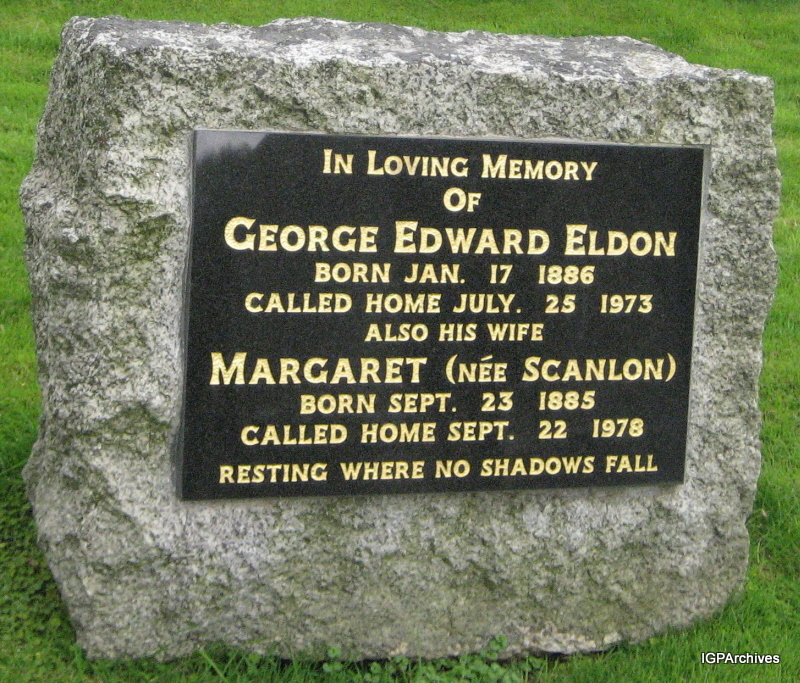 IN LOVING MEMORY
OF
GEORGE EDWARD ELDON
BORN JAN. 17 1886
CALLED HOME JULY. 25 1973
ALSO HIS WIFE
MARGARET (NÉE SCANLON)
BORN SEPT. 23 1885
CALLED HOME SEPT. 22 1978
RESTING WHERE NO SHADOWS FALL
IGPArchives